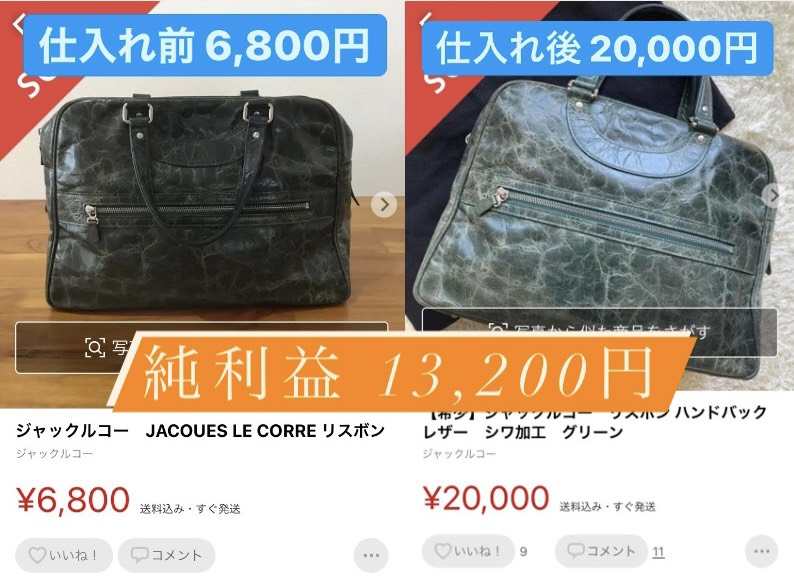 仕入れ前 6,800円
仕入れ後 20,000円
写真から似た商品をさがす
純利益 13,200円
ジャックルコー　JACOUES LE CORRE リスボン
ジャックルコー
¥6,800 送料込み・すぐ発送
いいね！ コメント
【希少】ジャックルコー　リスボン ハンドバック
レザー　シワ加工　グリーン
ジャックルコー
¥20,000 送料込み・すぐ発送
いいね！ 9 コメント 11